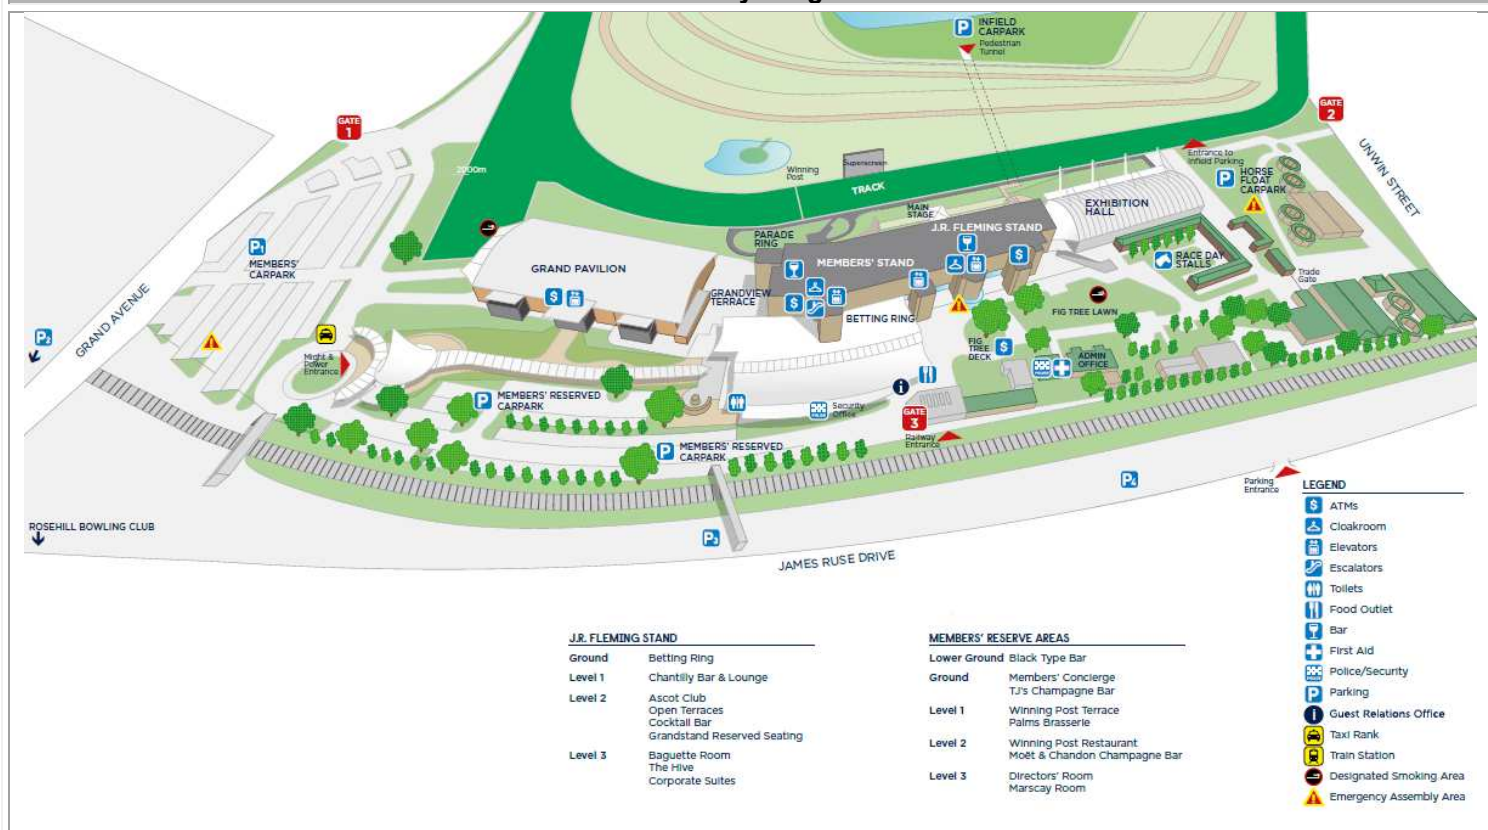 P
INFIELD
CARPARK
Pedestrian
Tunnel
GATE
1
GATE
2
UNWIN STREET
2000m
Winning
Post
Superscreen
TRACK
Entrance to
Infield Parking
P
HORSE
FLOAT
CARPARK
MAIN
STAGE
EXHIBITION
HALL
J.R. FLEMING STAND
PARADE
RING
MEMBERS' STAND
P1
MEMBERS'
CARPARK
GRAND PAVILION
RACE DAY
STALLS
Trade
Gate
GRANDVIEW
TERRACE
BETTING RING
FIG TREE LAWN
GRAND AVENUE
P2
Might &
Power
Entrance
FIG
TREE
DECK
ADMIN
OFFICE
P
MEMBERS' RESERVED
CARPARK
Security
Office
GATE
3
Railway
Entrance
P
MEMBERS' RESERVED
CARPARK
P4
Parking
Entrance
ROSEHILL BOWLING CLUB
P3
JAMES RUSE DRIVE
LEGEND
ATMs
Cloakroom
Elevators
Escalators
Toilets
Food Outlet
Bar
First Aid
Police/Security
P Parking
i Guest Relations Office
Taxi Rank
Train Station
Designated Smoking Area
Emergency Assembly Area
J.R. FLEMING STAND
Ground Betting Ring
Level 1 Chantilly Bar & Lounge
Level 2 Ascot Club
Open Terraces
Cocktail Bar
Grandstand Reserved Seating
Level 3 Baguette Room
The Hive
Corporate Suites
MEMBERS' RESERVE AREAS
Lower Ground Black Type Bar
Ground Members' Concierge
TJ's Champagne Bar
Level 1 Winning Post Terrace
Palms Brasserie
Level 2 Winning Post Restaurant
Moët & Chandon Champagne Bar
Level 3 Directors' Room
Marscay Room